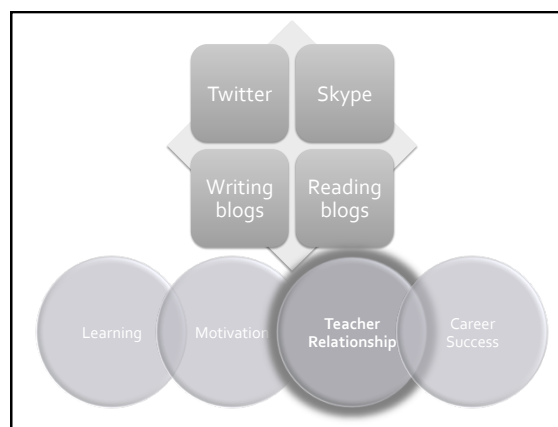 Twitter
Skype
Writing
blogs
Reading
blogs
Learning
Motivation
Teacher
Relationship
Career
Success